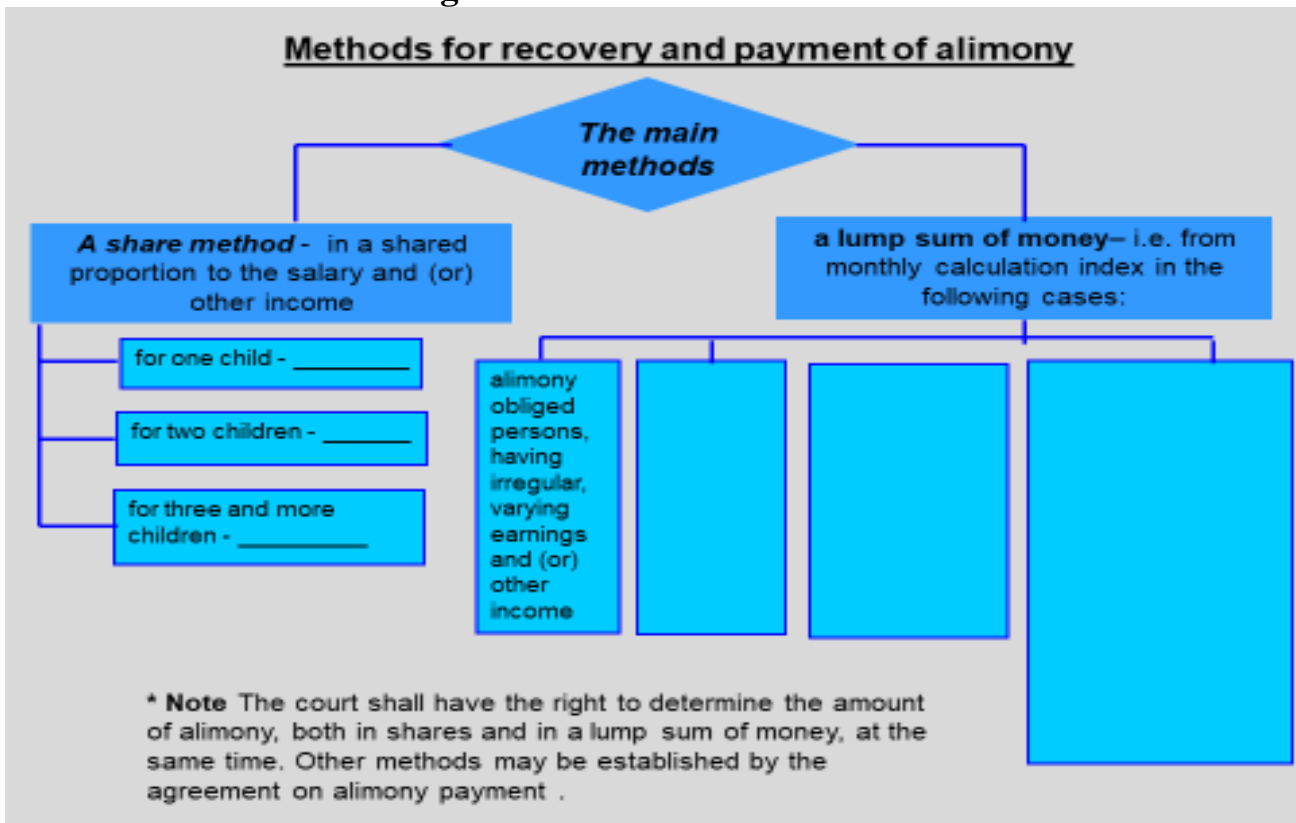 Methods for recovery and payment of alimony
The main
methods
A share method - in a shared
proportion to the salary and (or)
other income
a lump sum of money– i.e. from
monthly calculation index in the
following cases:
for one child - _________
for two children - _______
for three and more
children - __________
alimony
obliged
persons,
having
irregular,
varying
earnings
and (or)
other
income
* Note The court shall have the right to determine the amount
of alimony, both in shares and in a lump sum of money, at the
same time. Other methods may be established by the
agreement on alimony payment .